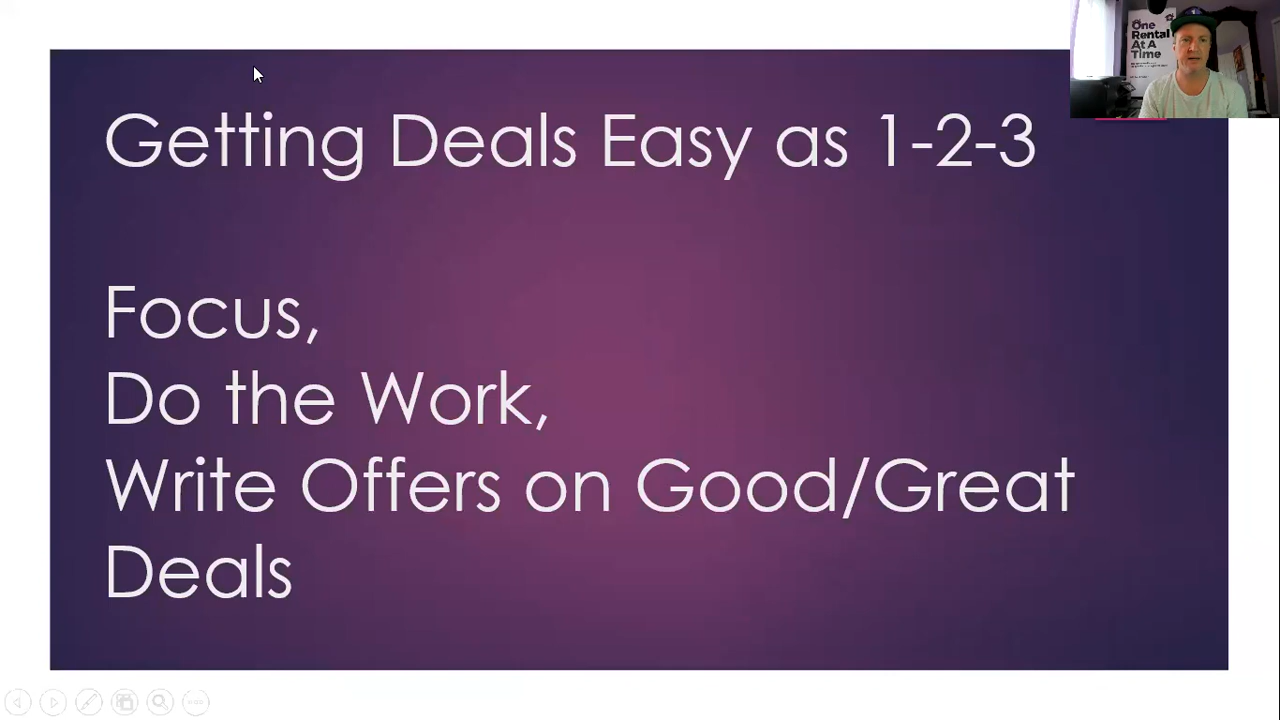 Getting Deals Easy as 1-2-3
Focus,
Do the Work,
Write Offers on Good/Great
Deals
One
Rental
At A
Time